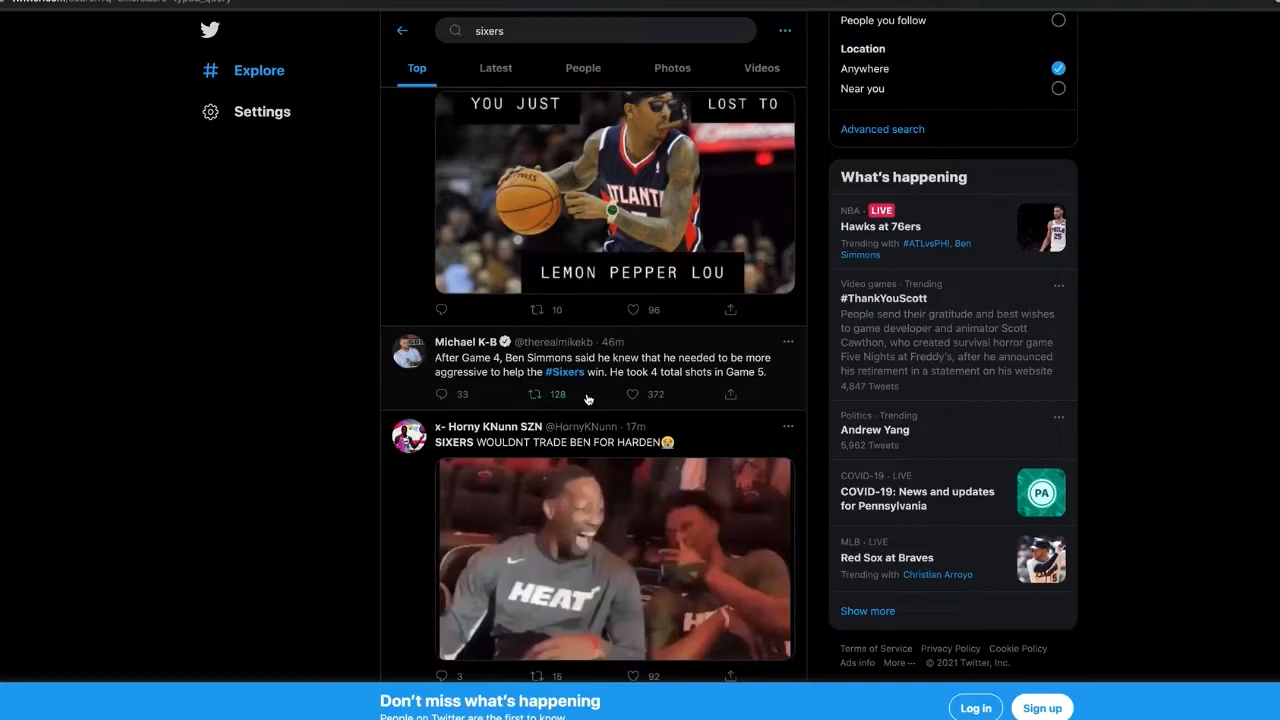 sixers
Explore
Settings
Top
Latest
People
Photos
Videos
YOU JUST
LOST TO
ATLANT
LEMON PEPPER LOU
10
96
Michael K-B @therealmikekb · 46m
After Game 4, Ben Simmons said he knew that he needed to be more
aggressive to help the #Sixers win. He took 4 total shots in Game 5.
33
128
372
x- Horny KNunn SZN @HornyKNunn · 17m
SIXERS WOULDNT TRADE BEN FOR HARDEN
HEAT
3
15
92
People you follow
Location
Anywhere
Near you
Advanced search
What's happening
NBA · LIVE
Hawks at 76ers
Trending with #ATLvsPHI, Ben
Simmons
PHILA
25
Video games · Trending
#ThankYouScott
People send their gratitude and best wishes
to game developer and animator Scott
Cawthon, who created survival horror game
Five Nights at Freddy's, after he announced
his retirement in a statement on his website
4,847 Tweets
Politics · Trending
Andrew Yang
5,962 Tweets
COVID-19 · LIVE
COVID-19: News and updates
for Pennsylvania
PA
MLB · LIVE
Red Sox at Braves
Trending with Christian Arroyo
Show more
Terms of Service Privacy Policy Cookie Policy
Ads info More ··· © 2021 Twitter, Inc.
Don't miss what's happening
People on Twitter are the first to know.
Log in
Sign up